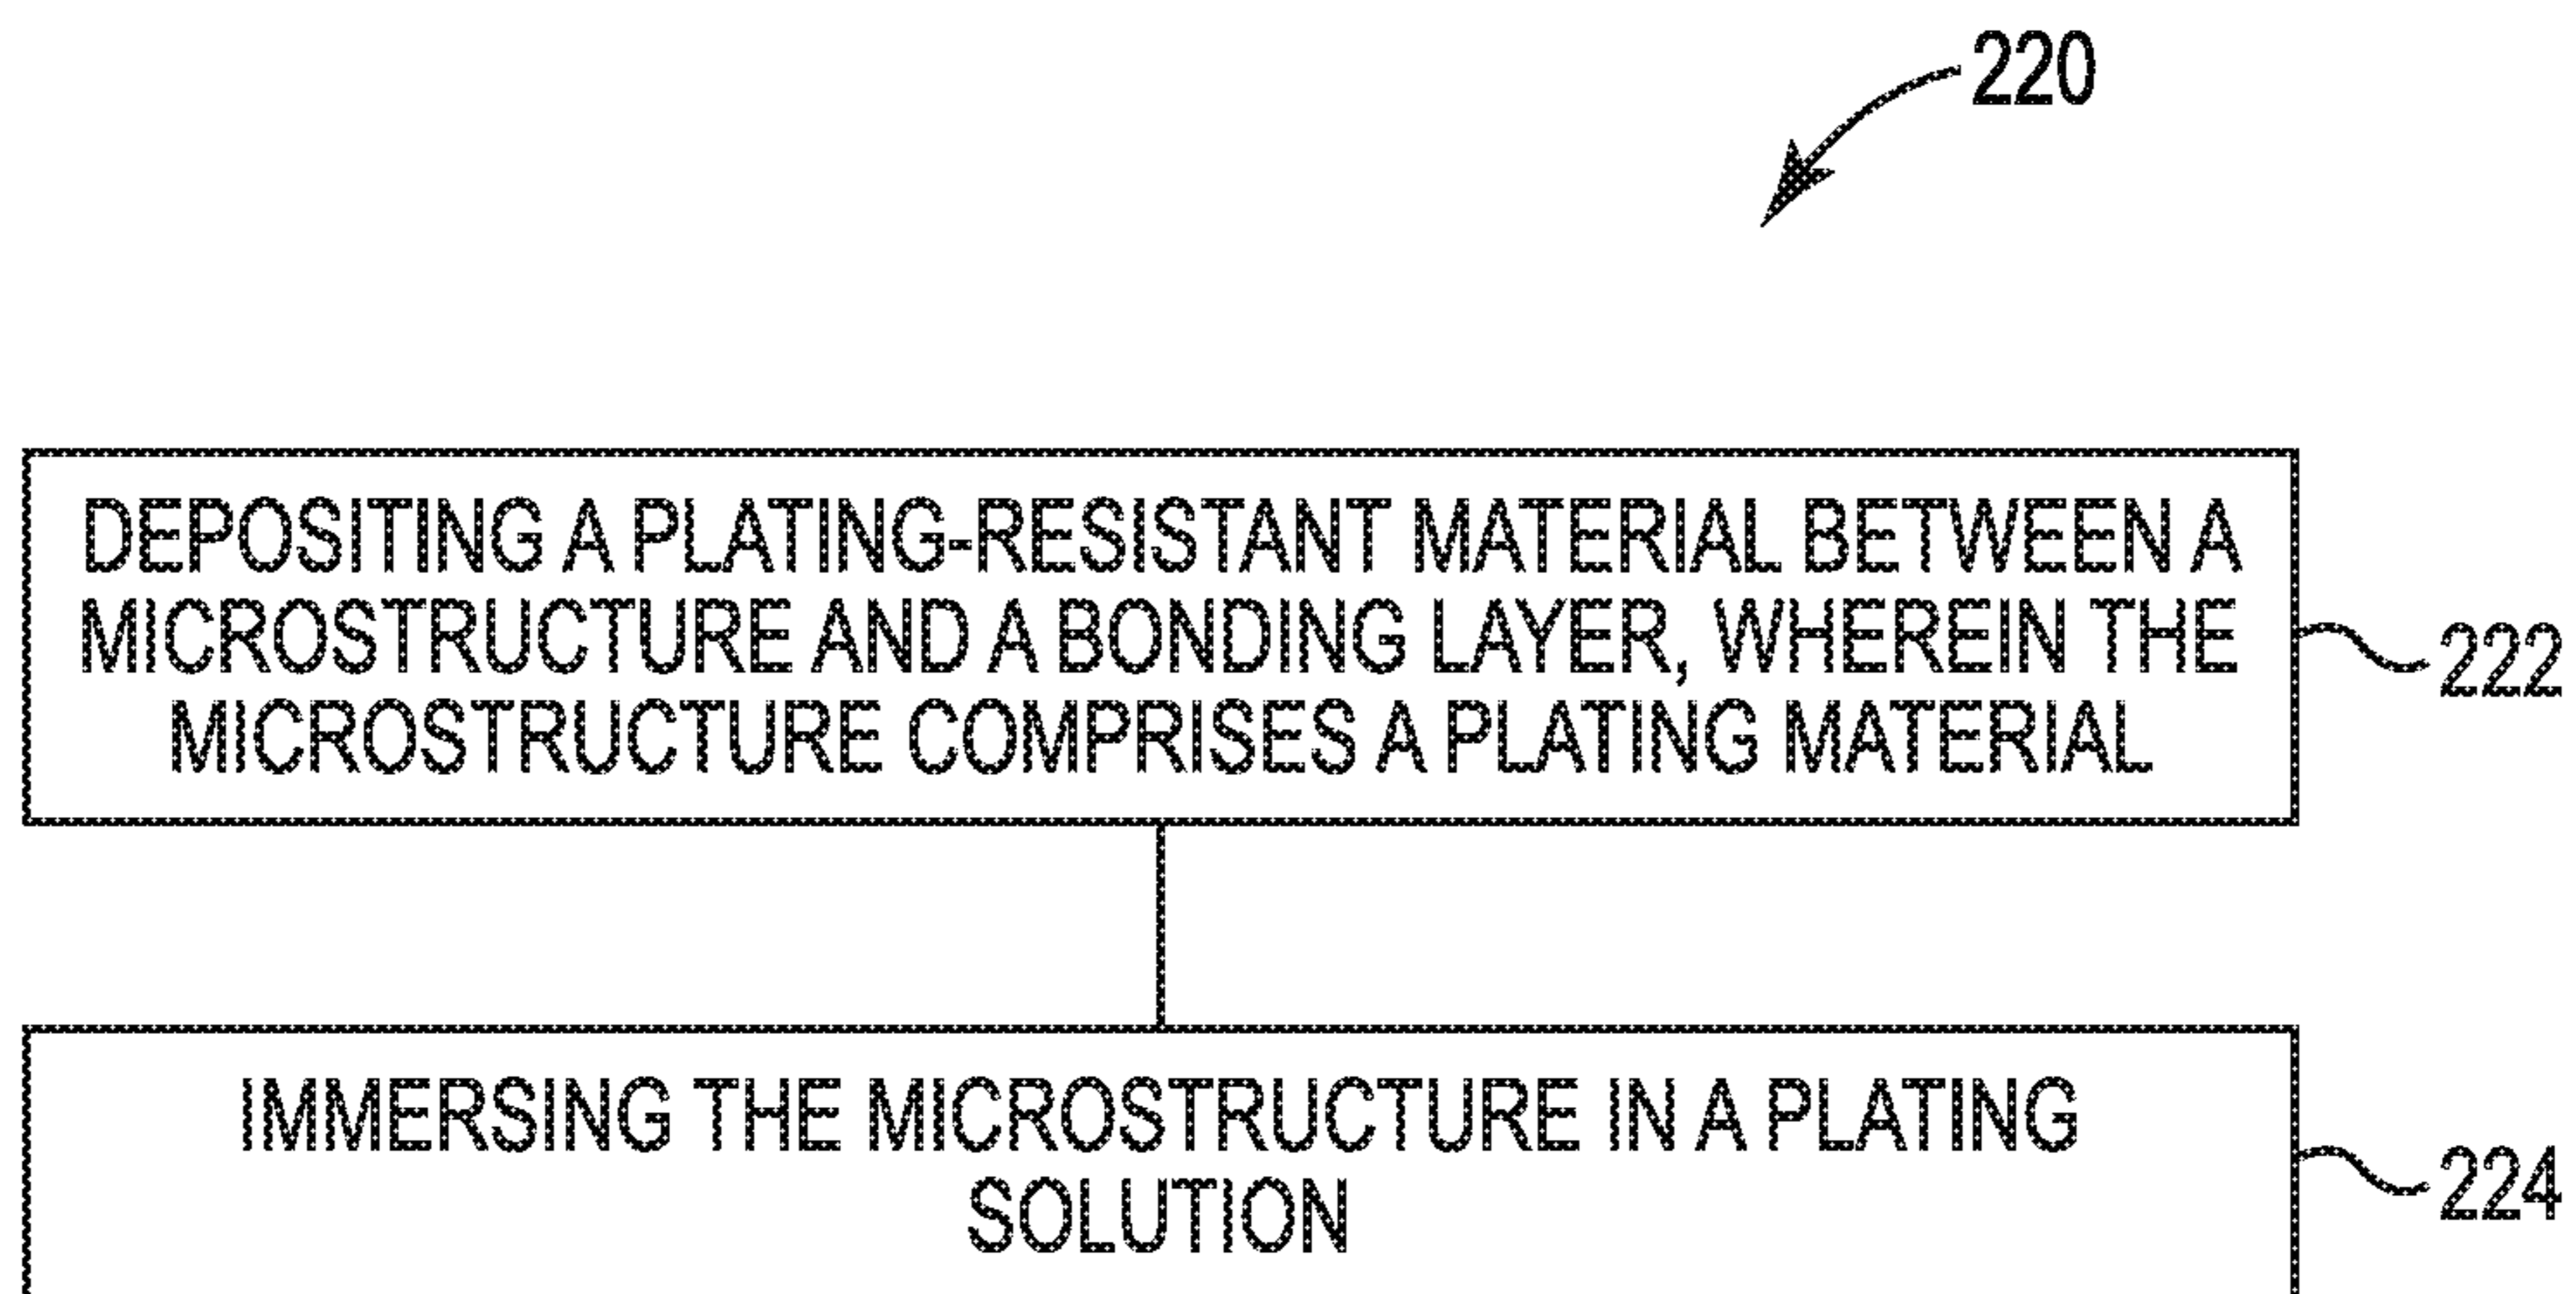 220
DEPOSITING A PLATING-RESISTANT MATERIAL BETWEEN A
MICROSTRUCTURE AND A BONDING LAYER, WHEREIN THE
MICROSTRUCTURE COMPRISES A PLATING MATERIAL
222
IMMERSING THE MICROSTRUCTURE IN A PLATING
SOLUTION
224